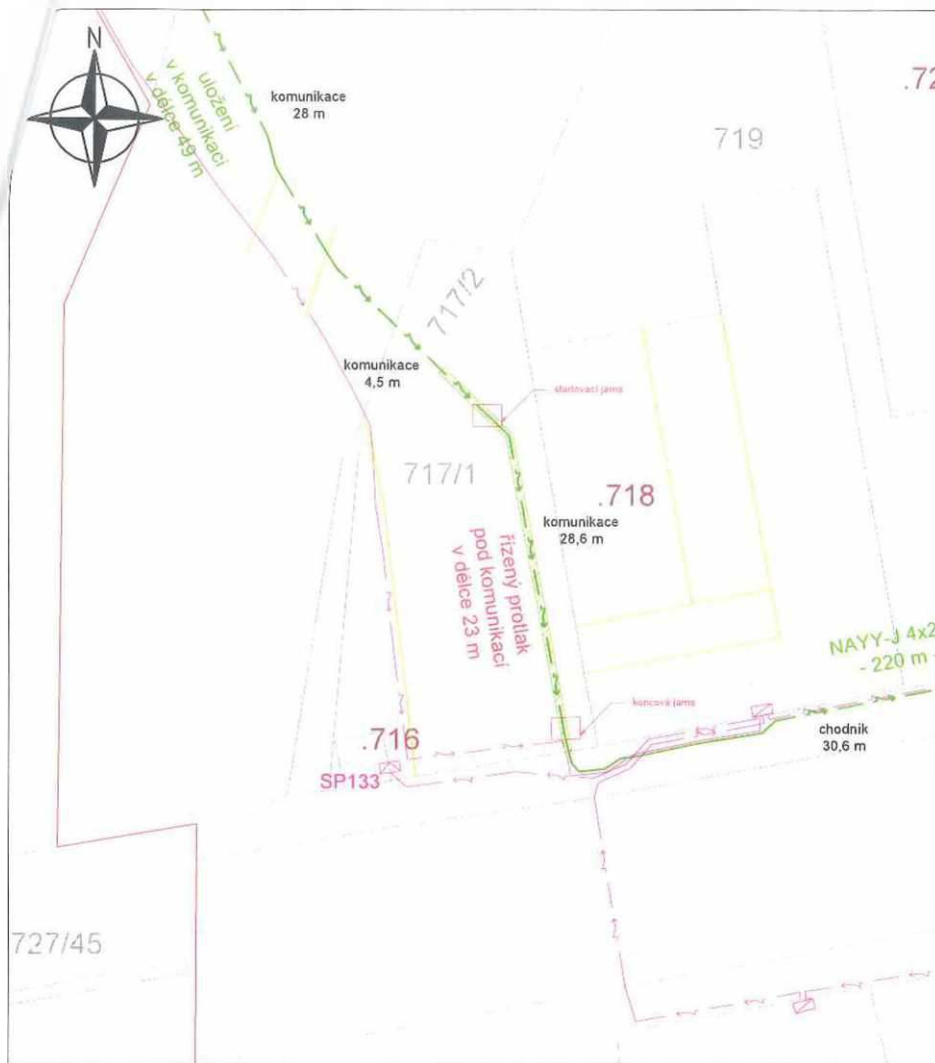 N
uložení
v komunikaci
v délce 49 m
komunikace
28 m
.72
719
717/2
komunikace
4,5 m
startovací jáma
717/1
.718
komunikace
28,6 m
řízený protlak
pod komunikací
v délce 23 m
NAYY-J 4x2
- 220 m -
koncová jáma
chodník
30,6 m
.716
SP133
727/45